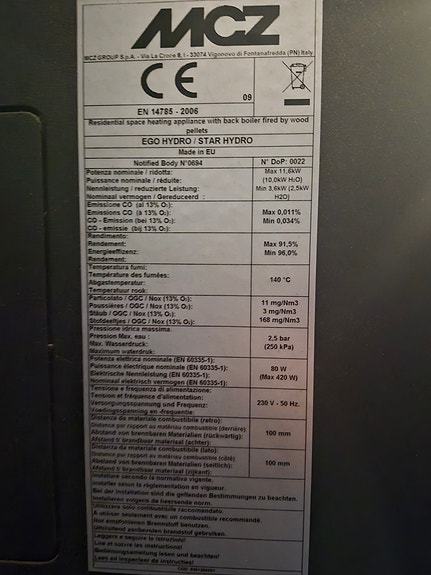 MCZ
MCZ GROUP S.p.A. - Via La Croce 8, I - 33074 Vigonovo di Fontanafredda (PN) Italy
CE
09
EN 14785 - 2006
Residential space heating appliance with back boiler fired by wood
pellets
EGO HYDRO / STAR HYDRO
Made in EU
Notified Body N°0694
N° DoP: 0022
Potenza nominale / ridotta:
Puissance nominale / réduite:
Nennleistung / reduzierte Leistung:
Nominaal vermogen / Gereduceerd :
Max 11,6kW
(10,0kW H2O)
Min 3,6kW (2,5kW
H2O)
Emissione CO (al 13% O2):
Emissions CO (à 13% O2):
CO - Emission (bei 13% O2):
CO - emissie (bij 13% O2):
Max 0,011%
Min 0,034%
Rendimento:
Rendement:
Energieeffizenz:
Rendement:
Max 91,5%
Min 96,0%
Temperatura fumi:
Température des fumées:
Abgastemperatur:
Temperatuur rook:
140 °C
Particolato / OGC / Nox (13% O2):
Poussières / OGC / Nox (13% O2):
Staub / OGC / Nox (13% O2):
Stofdeeltjes / OGC / Nox (13% O2):
11 mg/Nm3
3 mg/Nm3
168 mg/Nm3
Pressione idrica massima:
Pression Max. eau :
Max. Wasserdruck:
Maximum waterdruk:
2,5 bar
(250 kPa)
Potenza elettrica nominale (EN 60335-1):
Puissance électrique nominale (EN 60335-1):
Elektrische Nennleistung (EN 60335-1):
Nominaal elektrisch vermogen (EN 60335-1):
80 W
(Max 420 W)
Tensione e frequenza di alimentazione:
Tension et fréquence d'alimentation:
Versorgungsspannung und Frequenz:
Voedingsspanning en -frequentie:
230 V - 50 Hz.
Distanza da materiale combustibile (retro):
Distance par rapport au matériau combustible (derrière):
Abstand von brennbaren Materialien (rückwärtig):
Afstand t/ brandbaar materiaal (achter):
100 mm
Distanza da materiale combustibile (lato):
Distance par rapport au matériau combustible (côté):
Abstand von brennbaren Materialien (seitlich):
Afstand t/ brandbaar materiaal (zijkant):
100 mm
Installare secondo la normativa vigente.
Installer selon la réglementation en vigueur.
Bei der Installation sind die geltenden Bestimmungen zu beachten.
Installeren volgens de heersende norm.
Utilizzare solo combustibile raccomandato.
A utiliser seulement avec un combustible recommandé.
Nur empfohlenen Brennstoff benutzen.
Uitsluitend aanbevolen brandstof gebruiken.
Leggere e seguire le istruzioni!
Lire et suivre les instructions!
Bedienungsanleitung lesen und beachten!
Lees en volg de instructies!